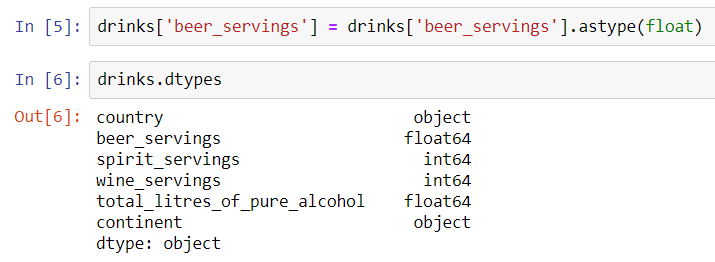 In [5]: drinks['beer_servings'] = drinks['beer_servings'].astype(float)
In [6]: drinks.dtypes
Out[6]: country object
beer_servings float64
spirit_servings int64
wine_servings int64
total_litres_of_pure_alcohol float64
continent object
dtype: object